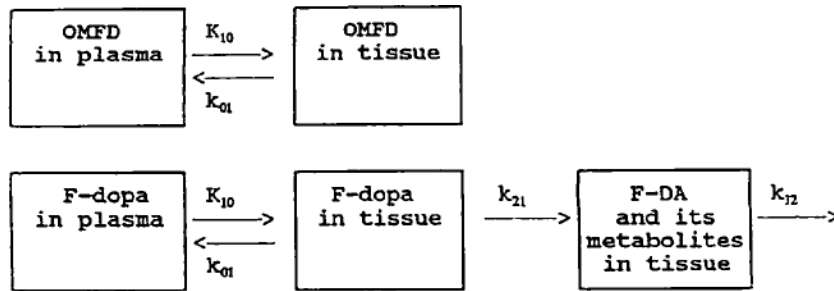 OMFD
in plasma
K10
k01
OMFD
in tissue
F-dopa
in plasma
K10
k01
F-dopa
in tissue
k21
F-DA
and its
metabolites
in tissue
k12